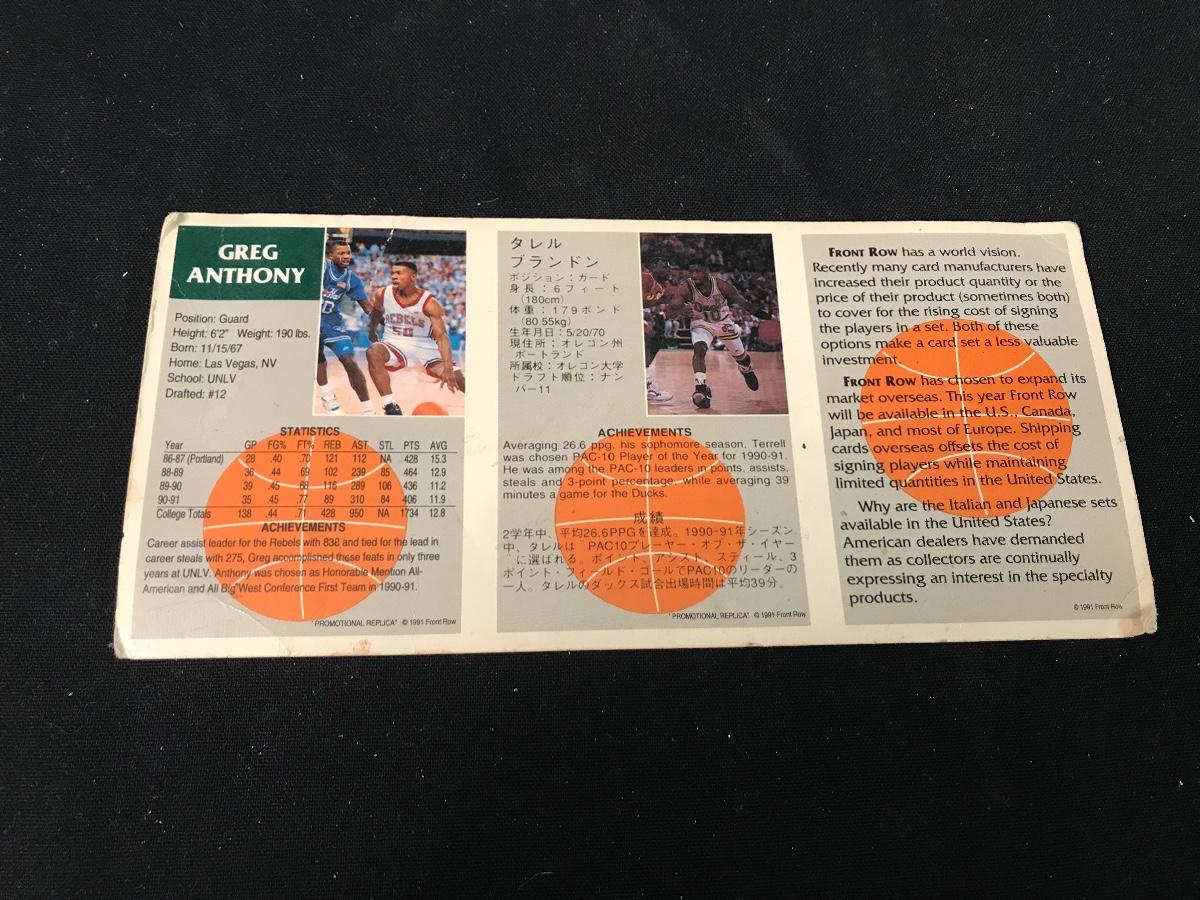 GREG
ANTHONY
Position: Guard
Height: 6'2" Weight: 190 lbs.
Born: 11/15/67
Home: Las Vegas, NV
School: UNLV
Drafted: #12
REBELS
50
STATISTICS
Year GP FG% FT% REB AST STL PTS AVG
86-87 (Portland) 28 .40 .70 121 112 NA 428 15.3
88-89 36 .44 .69 102 239 85 464 12.9
89-90 39 .45 .68 116 289 106 436 11.2
90-91 35 .45 .77 89 310 84 406 11.9
College Totals 138 .44 .71 428 950 NA 1734 12.8
ACHIEVEMENTS
Career assist leader for the Rebels with 838 and tied for the lead in
career steals with 275, Greg accomplished these feats in only three
years at UNLV. Anthony was chosen as Honorable Mention All-
American and All Big West Conference First Team in 1990-91.
"PROMOTIONAL REPLICA" © 1991 Front Row
タレル
ブランドン
ポジション：ガード
身長：6フィート
(180cm)
体重：179ポンド
(80.55kg)
生年月日：5/20/70
現住所：オレゴン州
ポートランド
所属校：オレゴン大学
ドラフト順位：ナン
バー11
10
ACHIEVEMENTS
Averaging 26.6 ppg. his sophomore season, Terrell
was chosen PAC-10 Player of the Year for 1990-91.
He was among the PAC-10 leaders in points, assists,
steals and 3-point percentage, while averaging 39
minutes a game for the Ducks.
成績
2学年中、平均26.6PPGを達成。1990-91年シーズン
中、タレルは「PAC10プレーヤー・オブ・ザ・イヤー
」に選ばれる。ポイント、アシスト、スティール、3
ポイント・フィールド・ゴールでPAC10のリーダーの
一人。タレルのダックス試合出場時間は平均39分。
"PROMOTIONAL REPLICA" © 1991 Front Row
FRONT ROW has a world vision.
Recently many card manufacturers have
increased their product quantity or the
price of their product (sometimes both)
to cover for the rising cost of signing
the players in a set. Both of these
options make a card set a less valuable
investment.
FRONT ROW has chosen to expand its
market overseas. This year Front Row
will be available in the U.S., Canada,
Japan, and most of Europe. Shipping
cards overseas offsets the cost of
signing players while maintaining
limited quantities in the United States.
Why are the Italian and Japanese sets
available in the United States?
American dealers have demanded
them as collectors are continually
expressing an interest in the specialty
products.
© 1991 Front Row